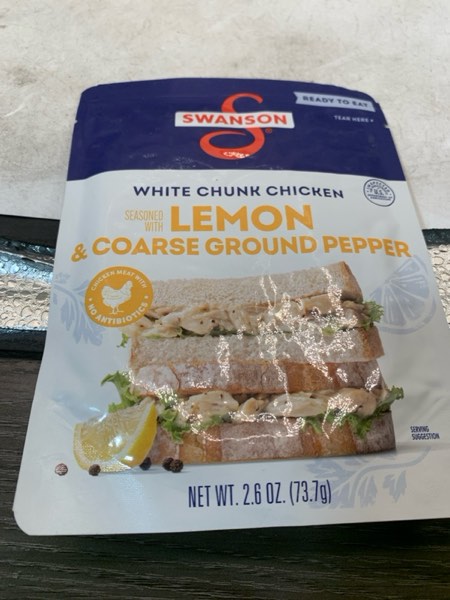 READY TO EAT
TEAR HERE
SWANSON
WHITE CHUNK CHICKEN
SEASONED
WITH
LEMON
& COARSE GROUND PEPPER
CHICKEN MEAT WITH
NO ANTIBIOTICS
SERVING
SUGGESTION
NET WT. 2.6 OZ. (73.7g)